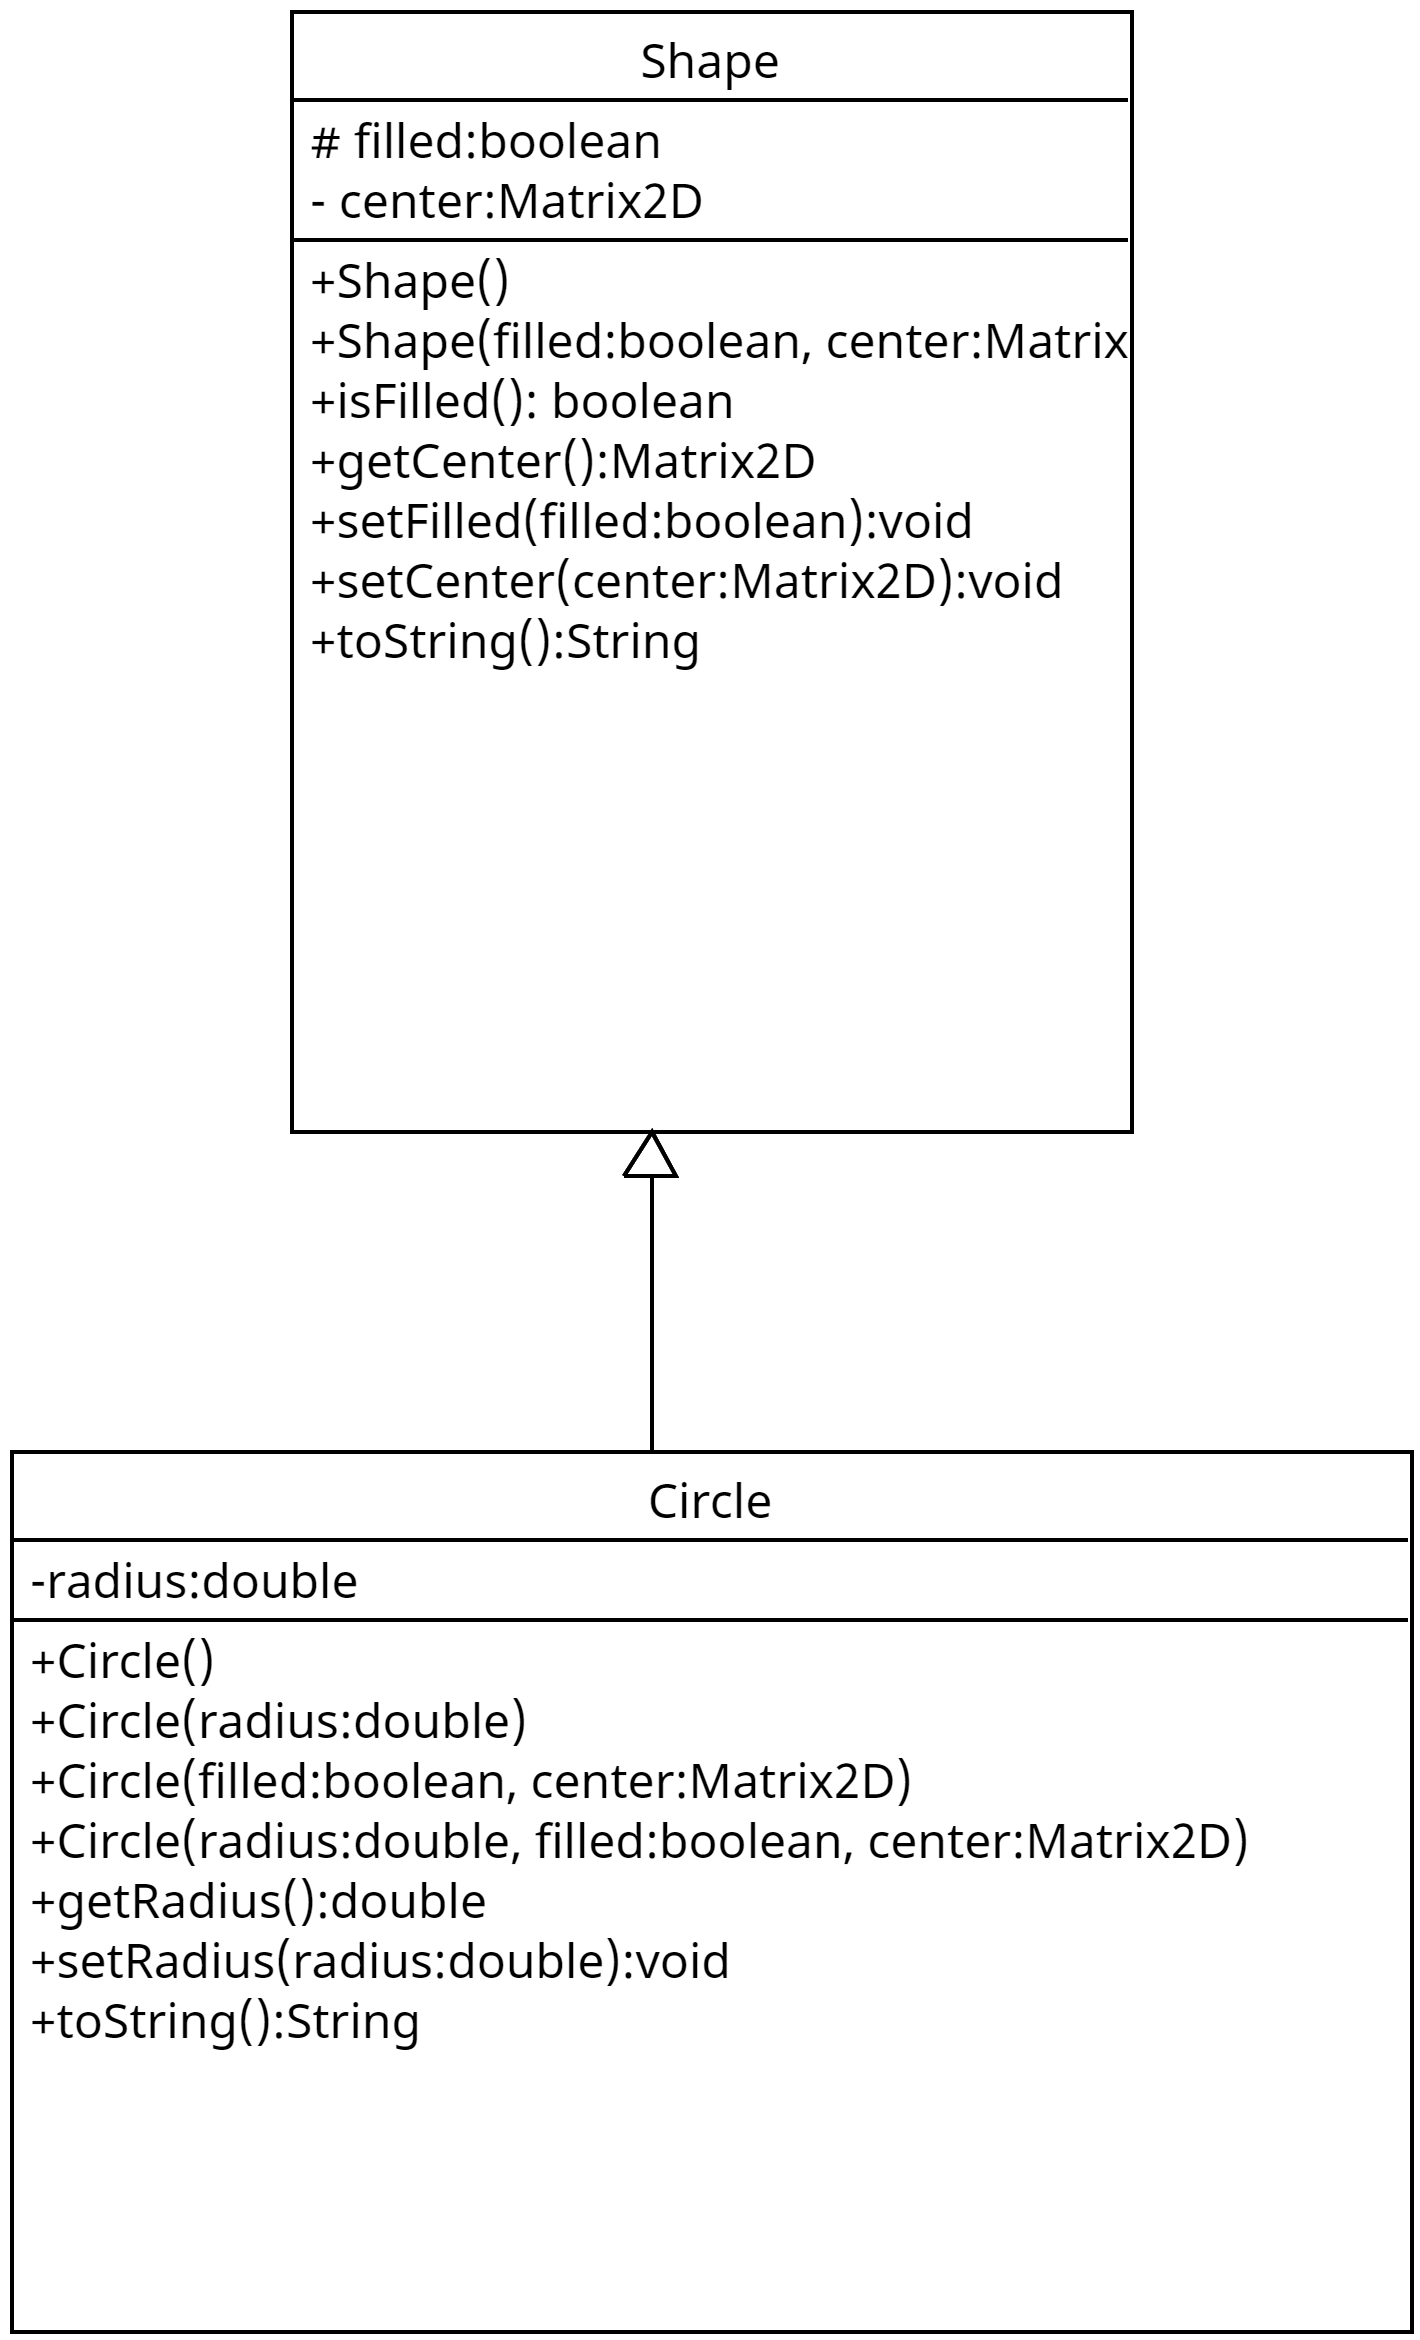 Shape
# filled:boolean
- center:Matrix2D
+Shape()
+Shape(filled:boolean, center:Matrix
+isFilled(): boolean
+getCenter():Matrix2D
+setFilled(filled:boolean):void
+setCenter(center:Matrix2D):void
+toString():String
Circle
-radius:double
+Circle()
+Circle(radius:double)
+Circle(filled:boolean, center:Matrix2D)
+Circle(radius:double, filled:boolean, center:Matrix2D)
+getRadius():double
+setRadius(radius:double):void
+toString():String